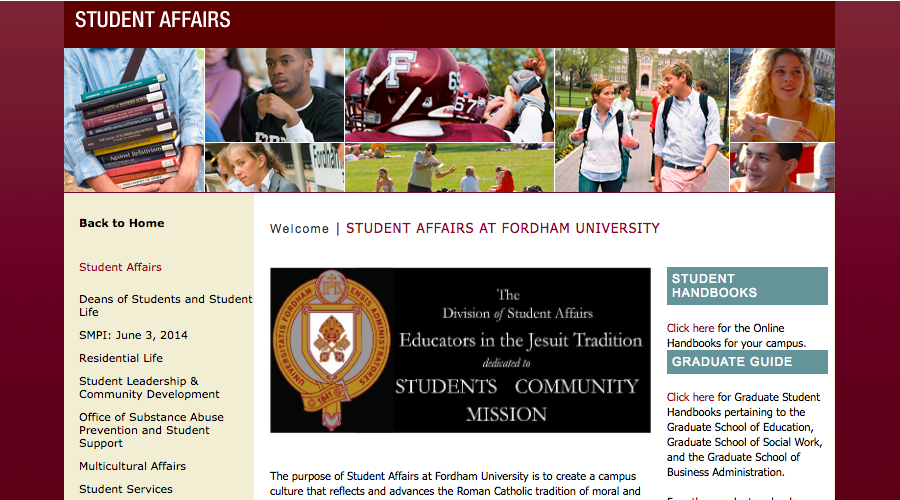 STUDENT AFFAIRS
Against Relativism
F
67
Fordham
Back to Home
Student Affairs
Deans of Students and Student
Life
SMPI: June 3, 2014
Residential Life
Student Leadership &
Community Development
Office of Substance Abuse
Prevention and Student
Support
Multicultural Affairs
Student Services
Welcome | STUDENT AFFAIRS AT FORDHAM UNIVERSITY
1841
The
Division of Student Affairs
Educators in the Jesuit Tradition
dedicated to
STUDENTS COMMUNITY
MISSION
The purpose of Student Affairs at Fordham University is to create a campus
culture that reflects and advances the Roman Catholic tradition of moral and
STUDENT
HANDBOOKS
Click here for the Online
Handbooks for your campus.
GRADUATE GUIDE
Click here for Graduate Student
Handbooks pertaining to the
Graduate School of Education,
Graduate School of Social Work,
and the Graduate School of
Business Administration.